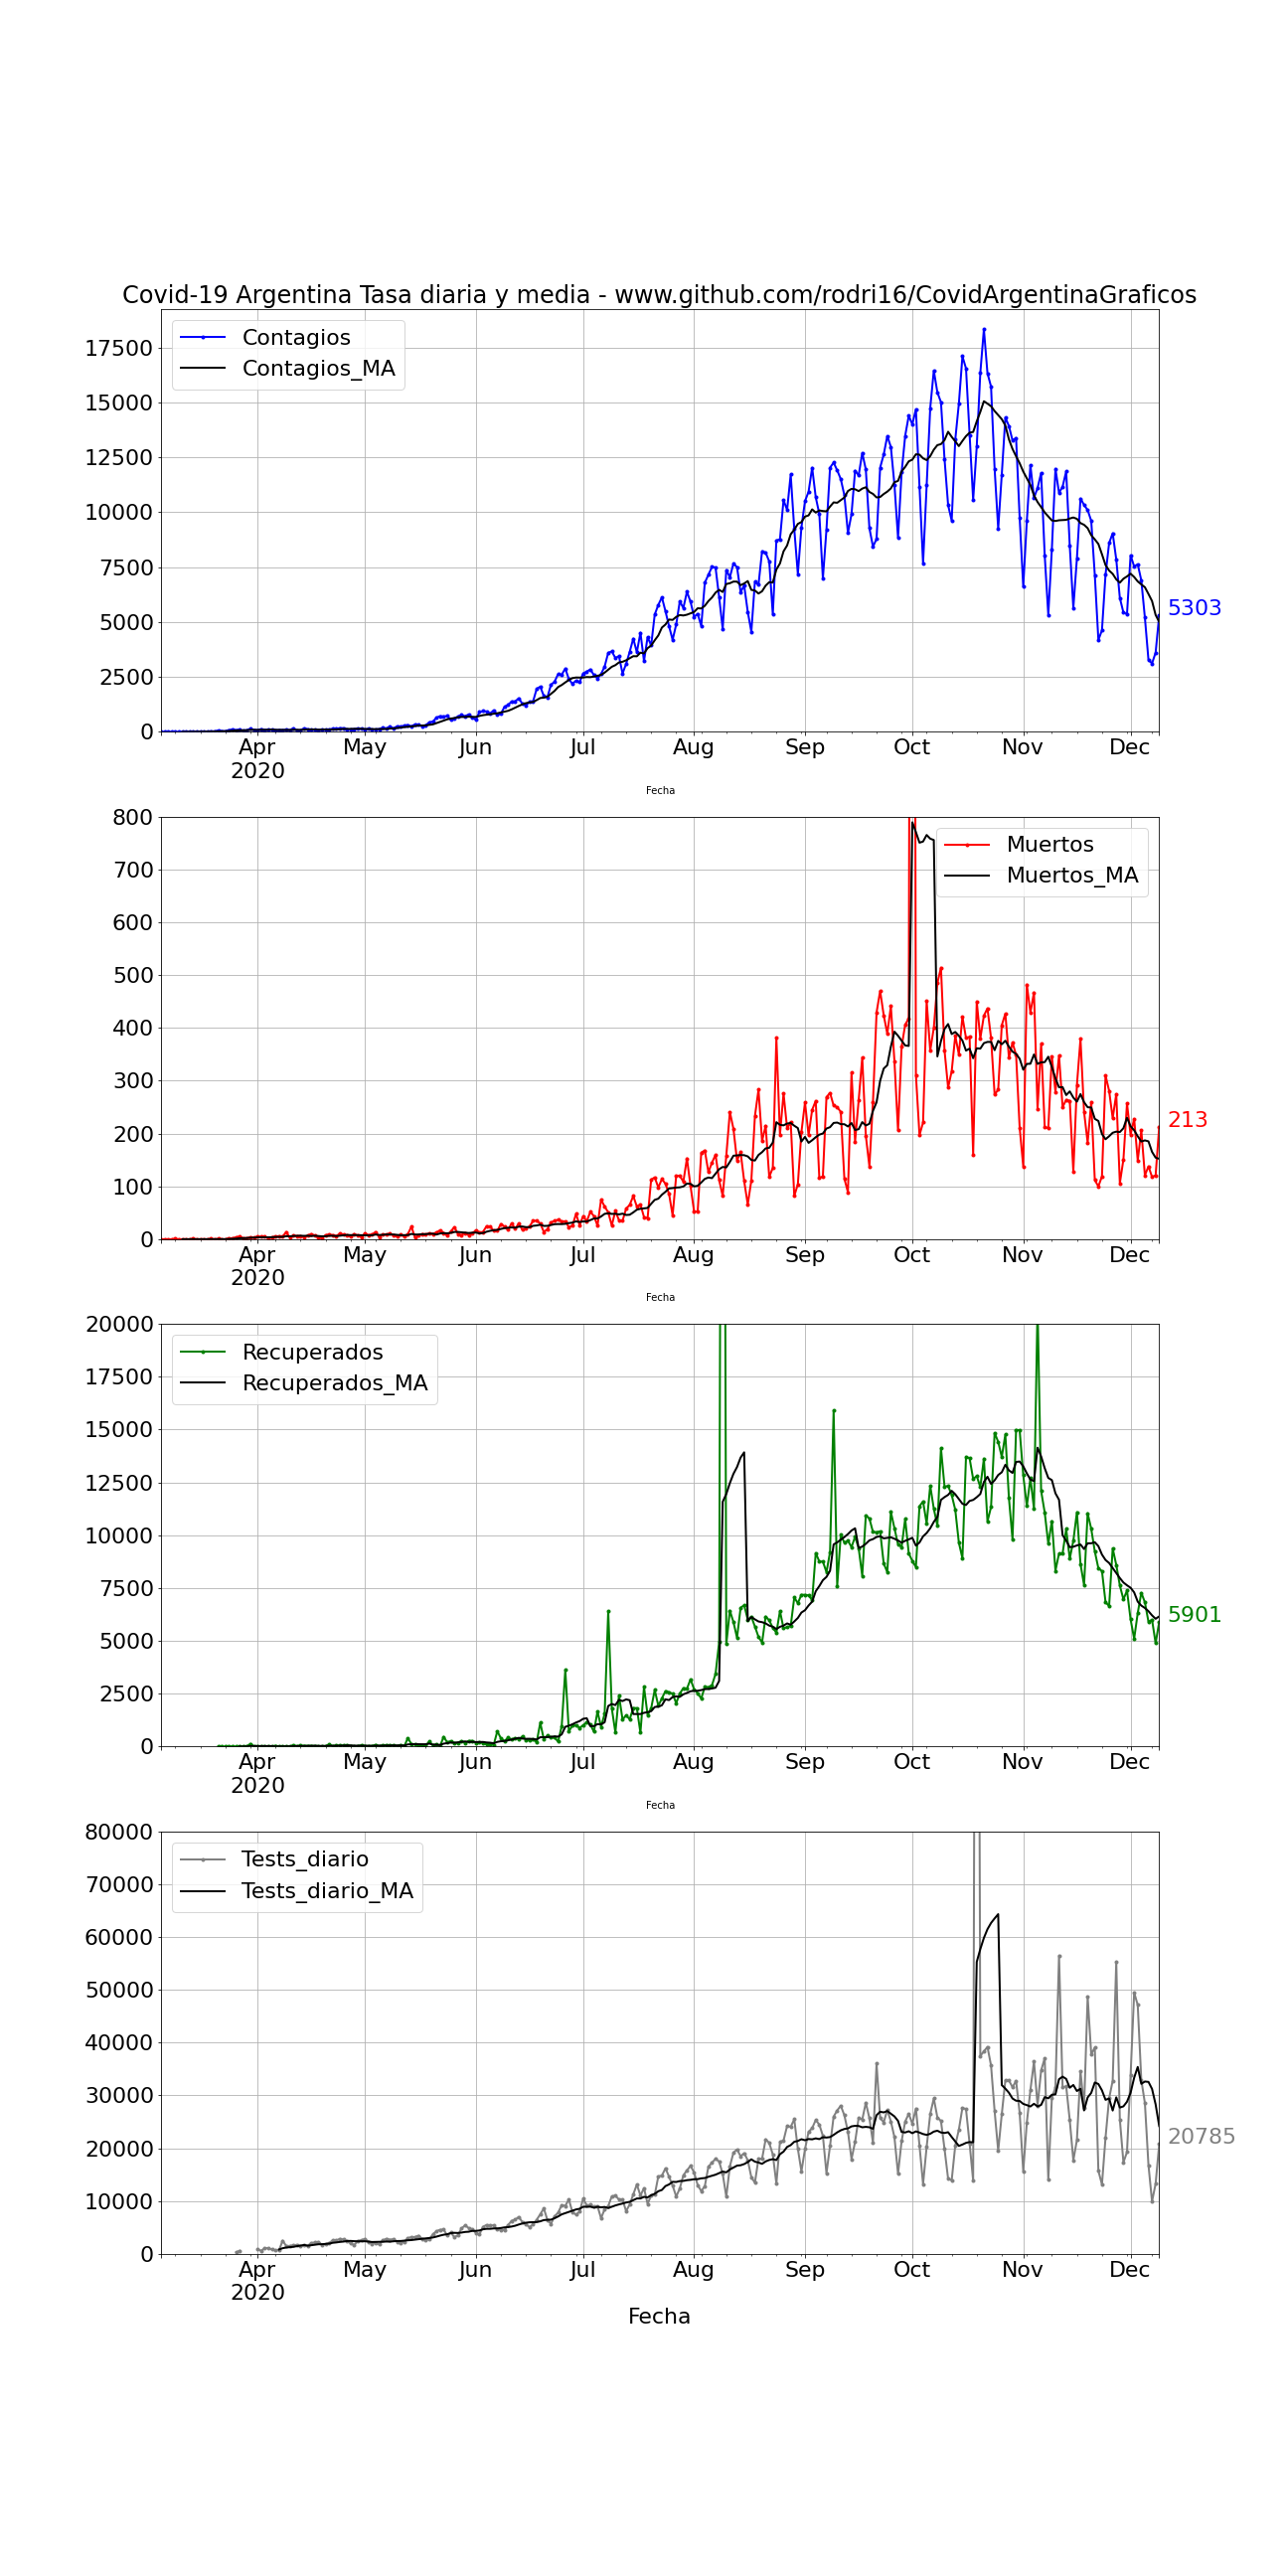 Covid-19 Argentina Tasa diaria y media - www.github.com/rodri16/CovidArgentinaGraficos
Contagios
Contagios_MA
17500
15000
12500
10000
7500
5000
2500
0
5303
Apr May Jun Jul Aug Sep Oct Nov Dec
2020
Fecha
Muertos
Muertos_MA
800
700
600
500
400
300
200
100
0
213
Apr May Jun Jul Aug Sep Oct Nov Dec
2020
Fecha
Recuperados
Recuperados_MA
20000
17500
15000
12500
10000
7500
5000
2500
0
5901
Apr May Jun Jul Aug Sep Oct Nov Dec
2020
Fecha
Tests_diario
Tests_diario_MA
80000
70000
60000
50000
40000
30000
20000
10000
0
20785
Apr May Jun Jul Aug Sep Oct Nov Dec
2020
Fecha